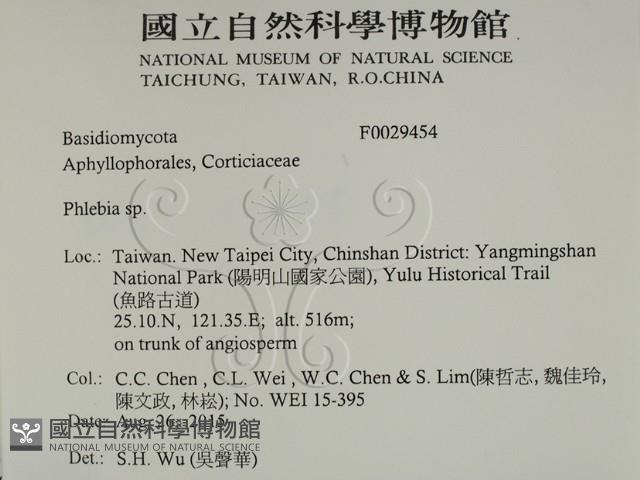 國立自然科學博物館
NATIONAL MUSEUM OF NATURAL SCIENCE
TAICHUNG, TAIWAN, R.O.CHINA
Basidiomycota F0029454
Aphyllophorales, Corticiaceae
Phlebia sp.
Loc.: Taiwan. New Taipei City, Chinshan District: Yangmingshan
National Park (陽明山國家公園), Yulu Historical Trail
(魚路古道)
25.10.N, 121.35.E; alt. 516m;
on trunk of angiosperm
Col.: C.C. Chen , C.L. Wei , W.C. Chen & S. Lim(陳哲志, 魏佳玲,
陳文政, 林崧); No. WEI 15-395
Date: Aug. 26, 2015
國立自然科學博物館
NATIONAL MUSEUM OF NATURAL SCIENCE
Det.: S.H. Wu (吳聲華)